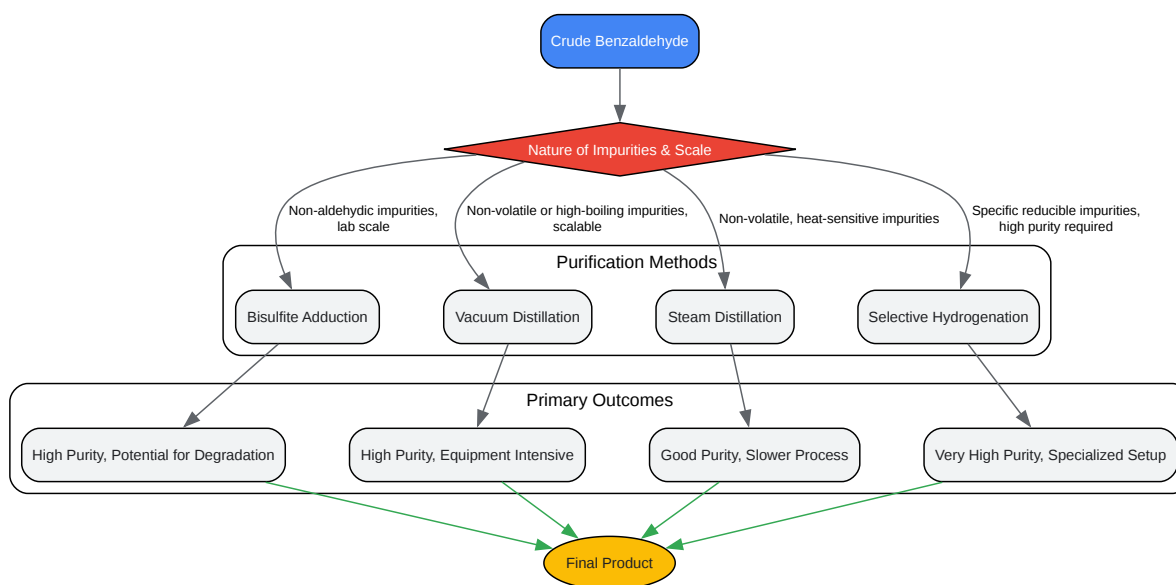 Crude Benzaldehyde
Nature of Impurities & Scale
Non-aldehydic impurities,
lab scale
Non-volatile or high-boiling impurities,
scalable
Non-volatile, heat-sensitive impurities
Specific reducible impurities,
high purity required
Purification Methods
Bisulfite Adduction
Vacuum Distillation
Steam Distillation
Selective Hydrogenation
Primary Outcomes
High Purity, Potential for Degradation
High Purity, Equipment Intensive
Good Purity, Slower Process
Very High Purity, Specialized Setup
Final Product